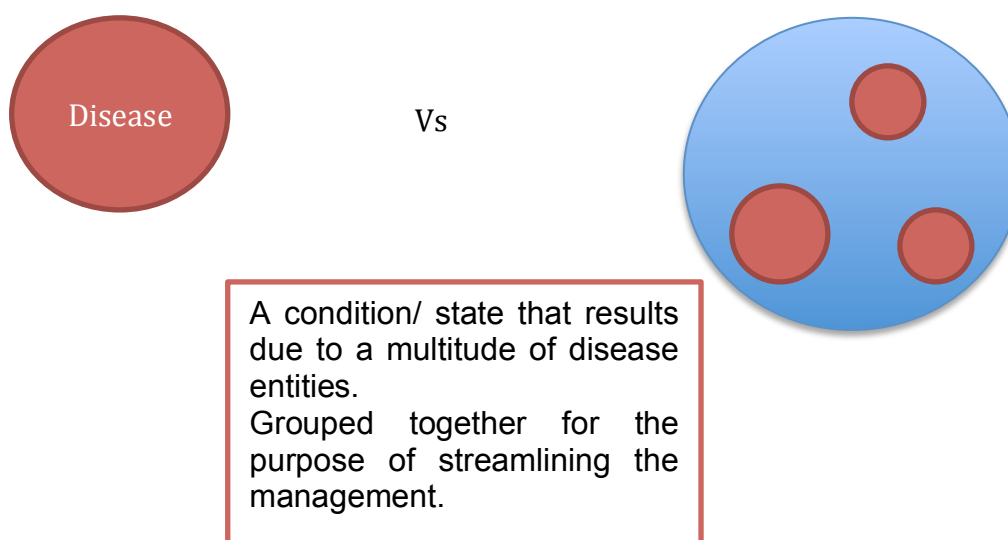 Disease
Vs
A condition/ state that results
due to a multitude of disease
entities.
Grouped together for the
purpose of streamlining the
management.